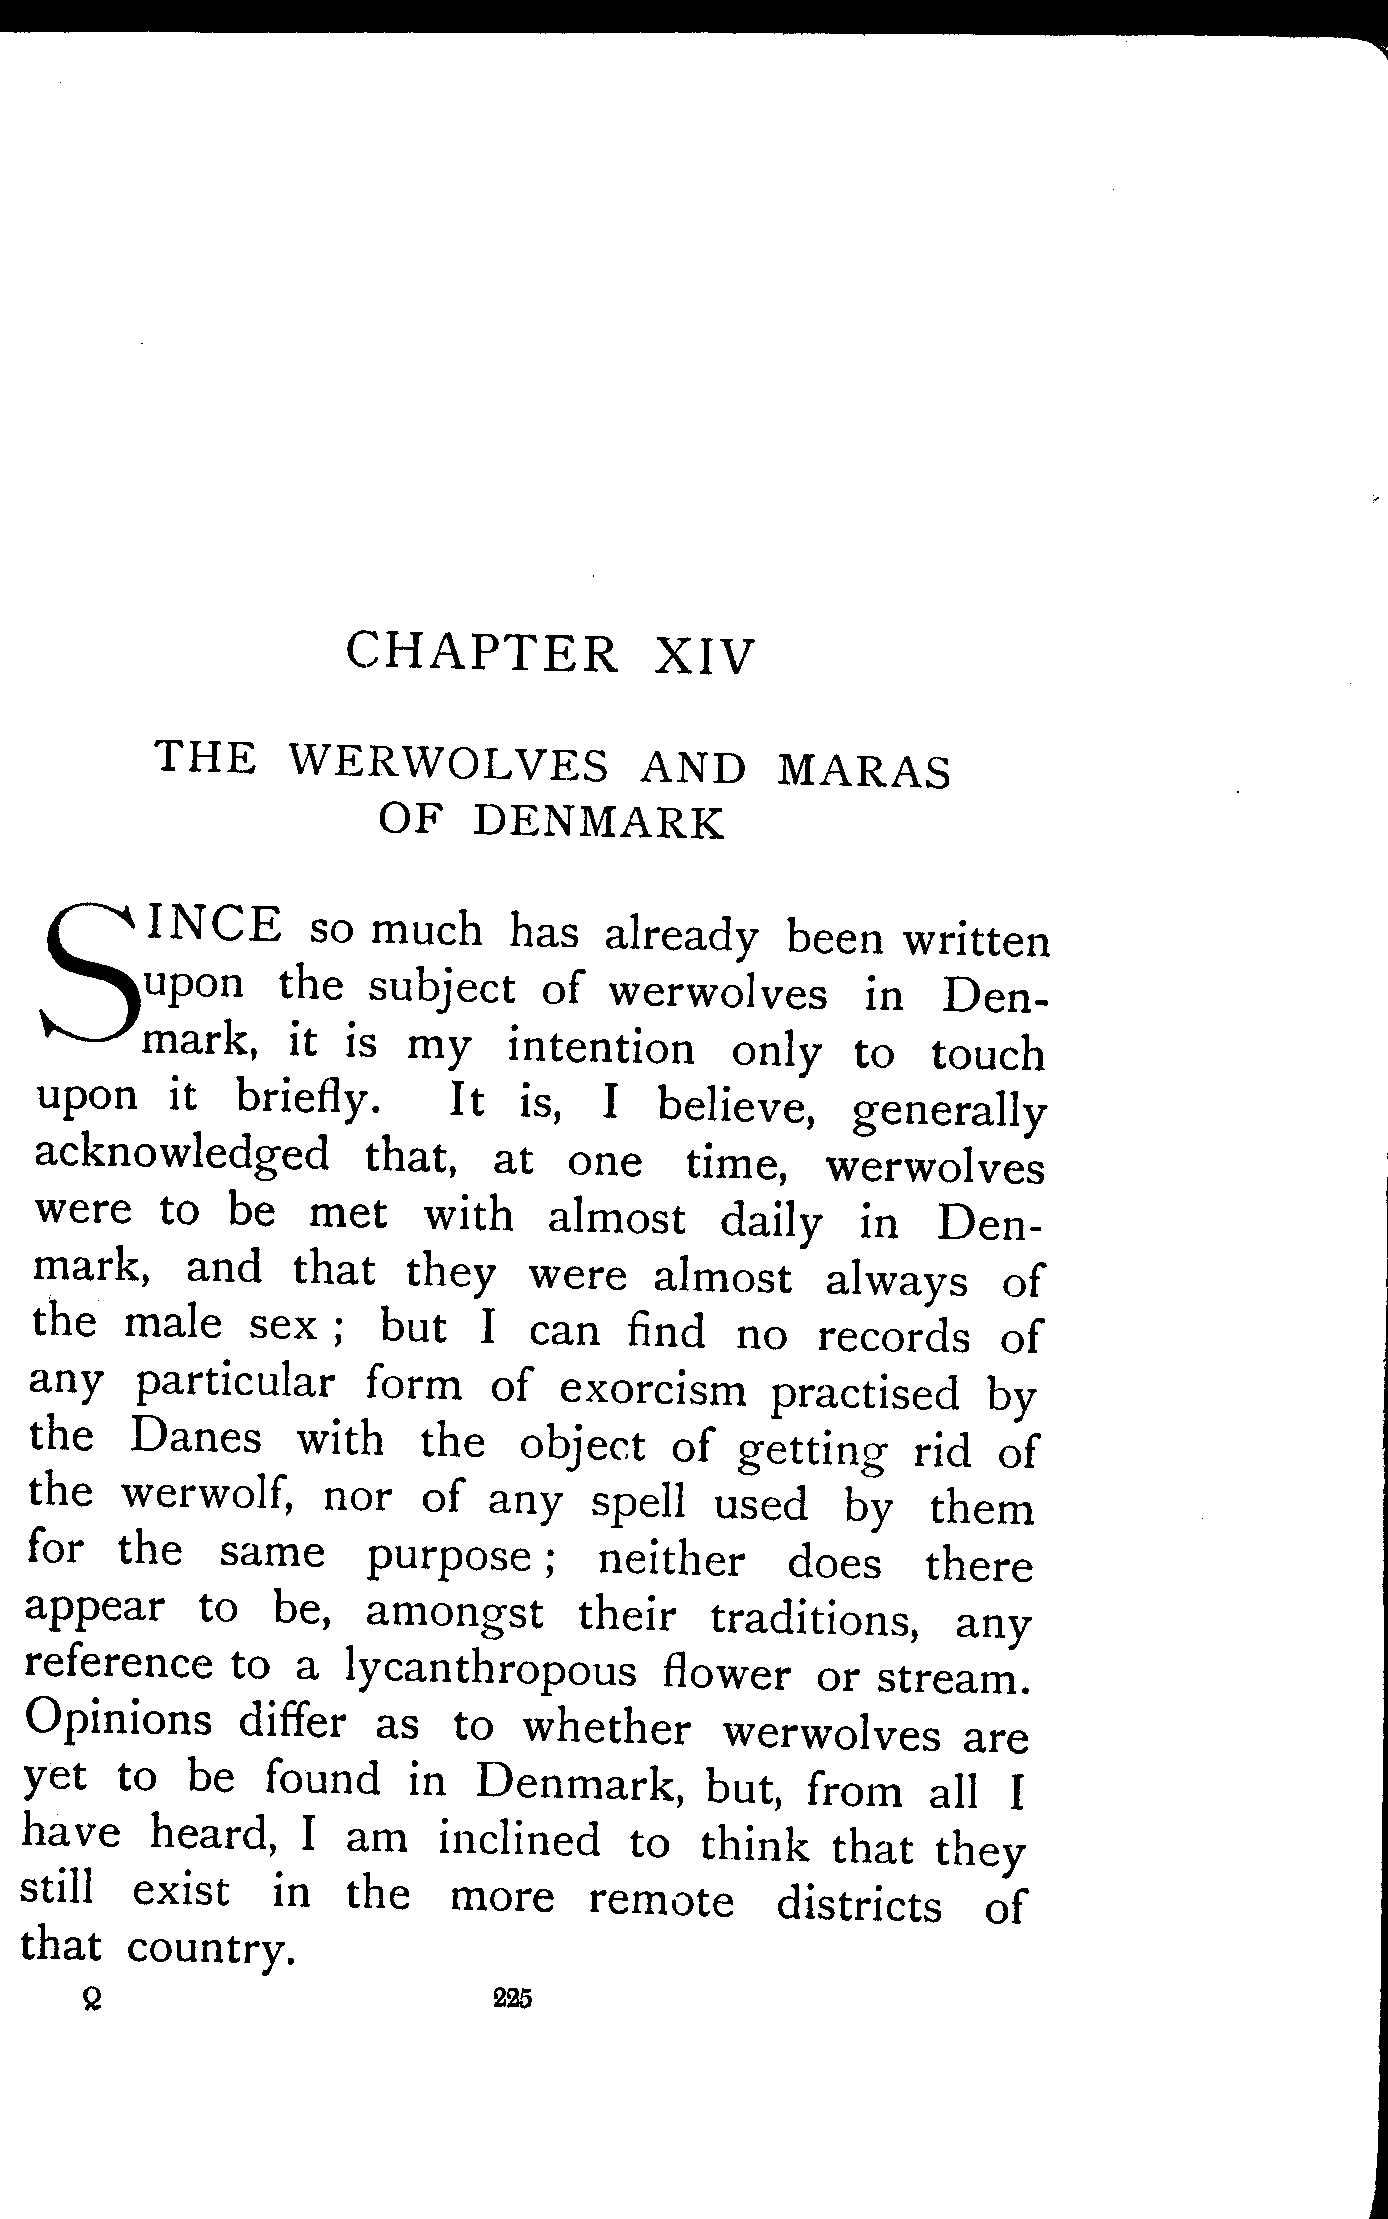 CHAPTER XIV
THE WERWOLVES AND MARAS
OF DENMARK
SINCE so much has already been written
upon the subject of werwolves in Den-
mark, it is my intention only to touch
upon it briefly. It is, I believe, generally
acknowledged that, at one time, werwolves
were to be met with almost daily in Den-
mark, and that they were almost always of
the male sex ; but I can find no records of
any particular form of exorcism practised by
the Danes with the object of getting rid of
the werwolf, nor of any spell used by them
for the same purpose ; neither does there
appear to be, amongst their traditions, any
reference to a lycanthropous flower or stream.
Opinions differ as to whether werwolves are
yet to be found in Denmark, but, from all I
have heard, I am inclined to think that they
still exist in the more remote districts of
that country.
Q 225